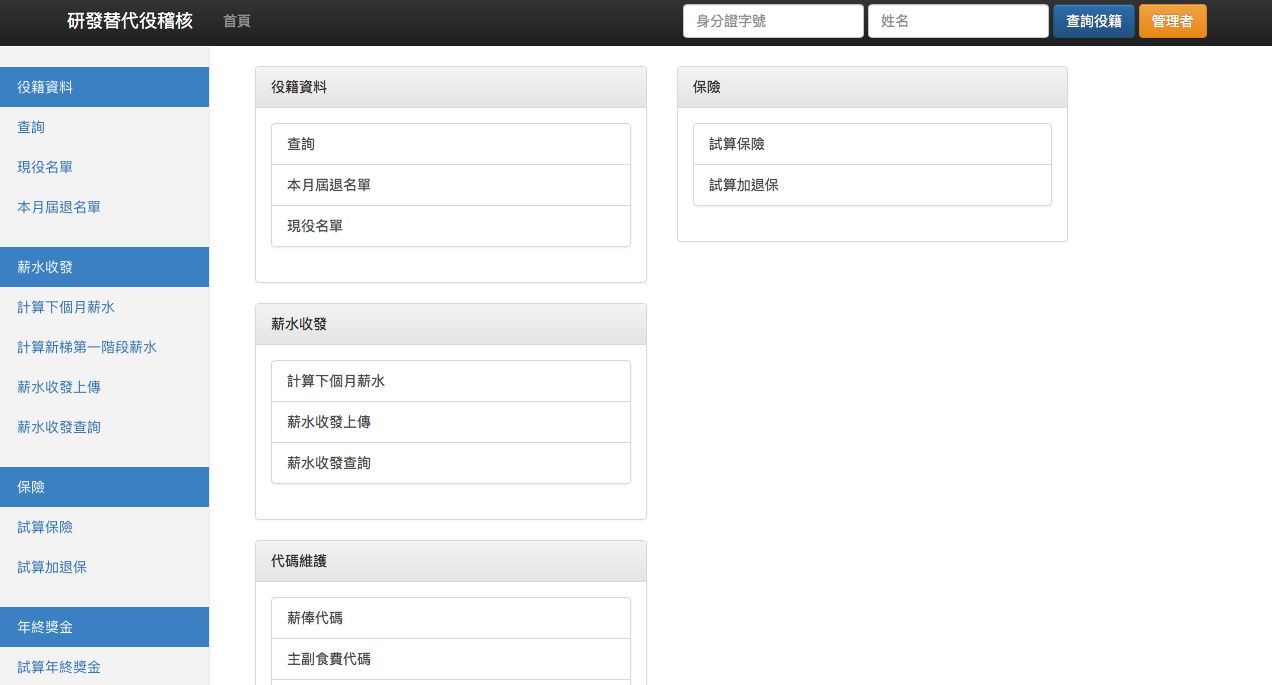 研發替代役稽核 首頁 身分證字號 姓名 查詢役籍 管理者
役籍資料
查詢
現役名單
本月屆退名單
薪水收發
計算下個月薪水
計算新梯第一階段薪水
薪水收發上傳
薪水收發查詢
保險
試算保險
試算加退保
年終獎金
試算年終獎金
役籍資料
查詢
本月屆退名單
現役名單
薪水收發
計算下個月薪水
薪水收發上傳
薪水收發查詢
代碼維護
薪俸代碼
主副食費代碼
保險
試算保險
試算加退保